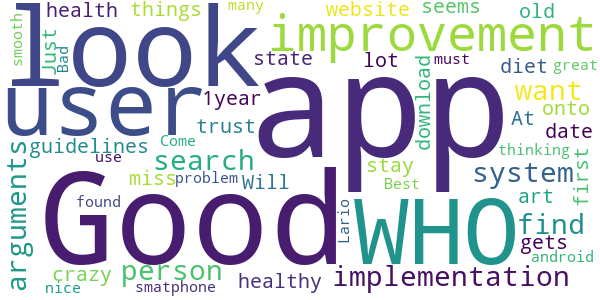 smooth
health
things
many
website
seems
old
look
improvement
Just
Bad
state
lot
must
diet
great
user
app
1year
download
want
onto
At
date
trust
guidelines
Come
thinking
first
arguments
search
use
problem
Will
miss
stay
Best
system
art
android
Good
WHO
found
Lario
find
gets
crazy
person
nice
smatphone
healthy
implementation